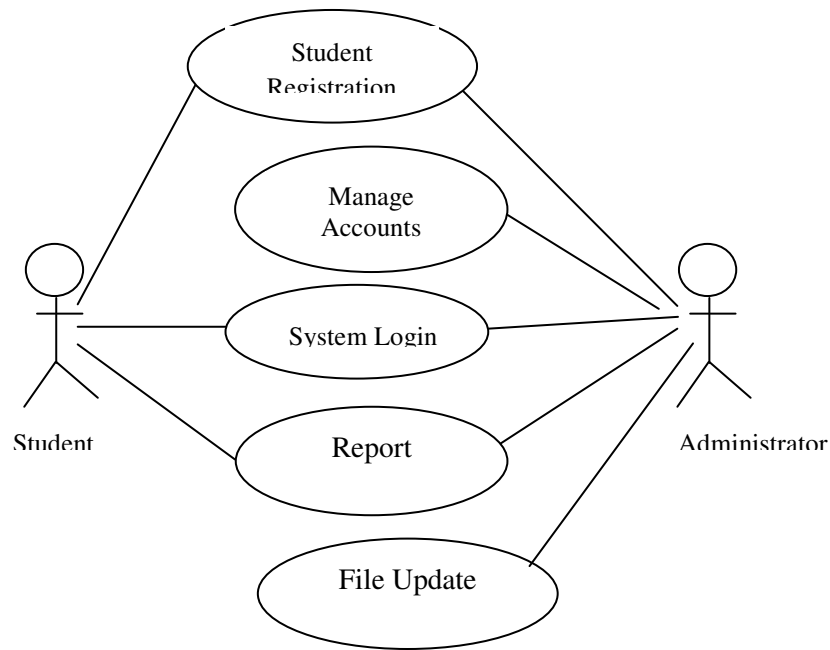 Student
Registration
Manage
Accounts
System Login
Report
File Update
Student
Administrator